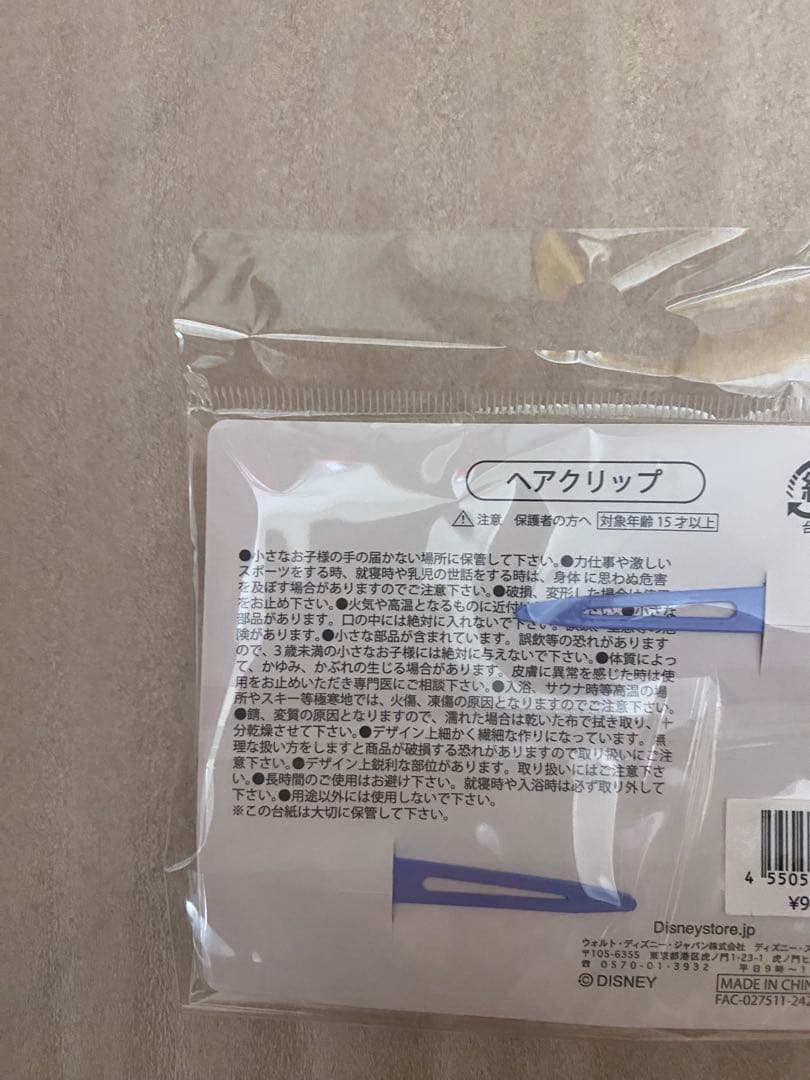 ヘアクリップ
注意 保護者の方へ 対象年齢15才以上
●小さなお子様の手の届かない場所に保管して下さい。●力仕事や激しい
スポーツをする時、就寝時や乳児の世話をする時は、身体に思わぬ危害
を及ぼす場合がありますのでご注意下さい。●破損、変形した場合は使用
をお止め下さい。●火気や高温となるものに近付
部品があります。口の中には絶対に入れないで下さい。
険があります。●小さな部品が含まれています。誤飲等の恐れがあります
ので、3歳未満の小さなお子様には絶対に与えないで下さい。●体質によっ
て、かゆみ、かぶれの生じる場合があります。皮膚に異常を感じた時は使
用をお止めいただき専門医にご相談下さい。●入浴、サウナ時等高温の場
所やスキー等極寒地では、火傷、凍傷の原因となりますのでご注意下さい。
●錆、変質の原因となりますので、濡れた場合は乾いた布で拭き取り、十
分乾燥させて下さい。●デザイン上細かく繊細な作りになっています。無
理な扱い方をしますと商品が破損する恐れがありますので取り扱いにご注
意下さい。●デザイン上鋭利な部位があります。取り扱いにはご注意下さ
い。●長時間のご使用はお避け下さい。就寝時や入浴時は必ず取り外して
下さい。●用途以外には使用しないで下さい。
※この台紙は大切に保管して下さい。
4 5505
¥9
Disneystore.jp
ウォルト・ディズニー・ジャパン株式会社 ディズニー・ス
〒105-6355 東京都港区虎ノ門1-23-1 虎ノ門ヒ
☎ 0570-01-3932 平日9時〜1
©DISNEY
MADE IN CHIN
FAC-027511-242